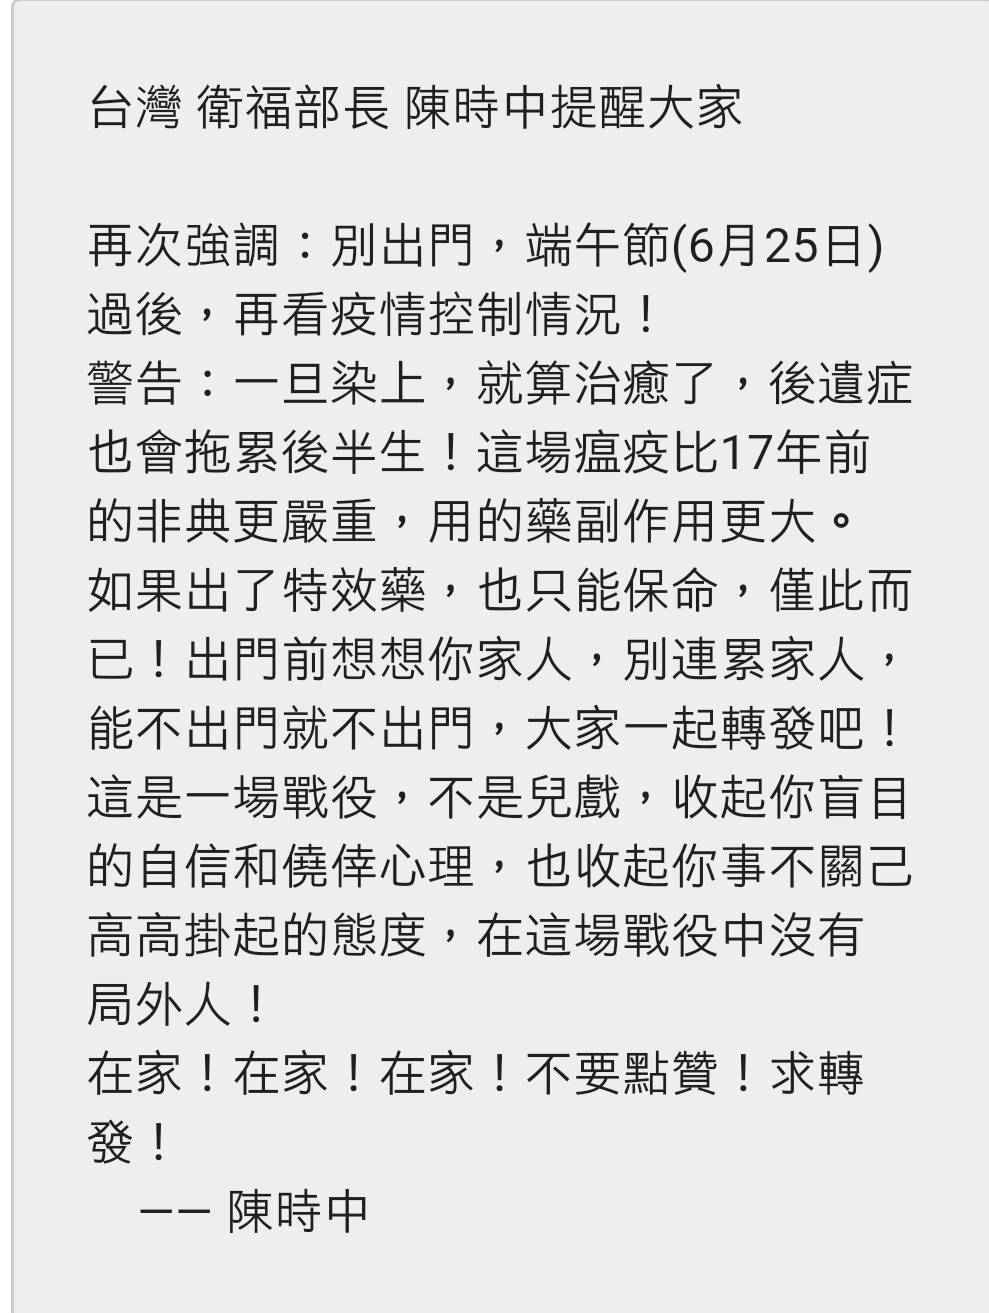 台灣 衛福部長 陳時中提醒大家
再次強調：別出門，端午節(6月25日)
過後，再看疫情控制情況！
警告：一旦染上，就算治癒了，後遺症
也會拖累後半生！這場瘟疫比17年前
的非典更嚴重，用的藥副作用更大。
如果出了特效藥，也只能保命，僅此而
已！出門前想想你家人，別連累家人，
能不出門就不出門，大家一起轉發吧！
這是一場戰役，不是兒戲，收起你盲目
的自信和僥倖心理，也收起你事不關己
高高掛起的態度，在這場戰役中沒有
局外人！
在家！在家！在家！不要點贊！求轉
發！
—— 陳時中